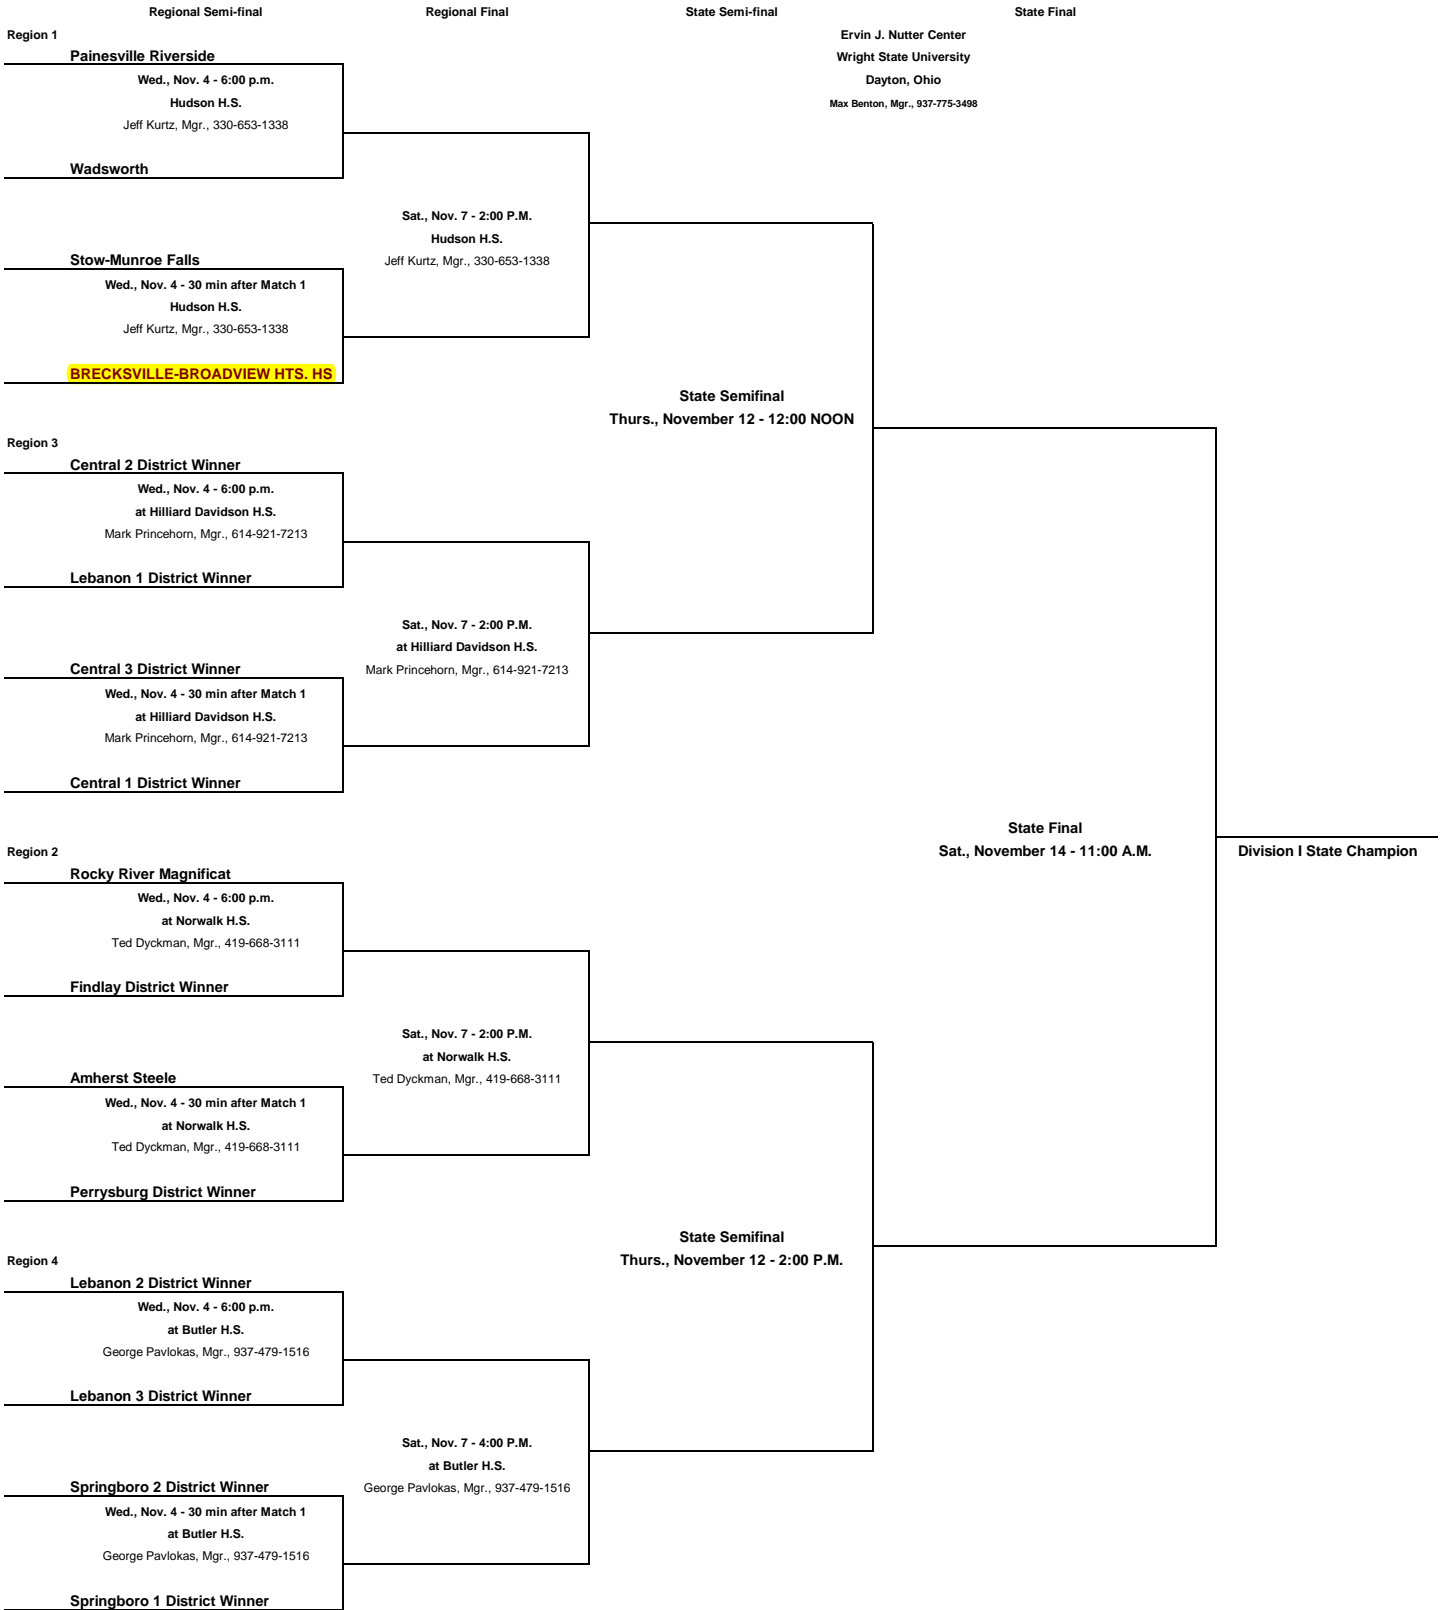 Regional Semi-final
Regional Final
State Semi-final
State Final
Ervin J. Nutter Center
Wright State University
Dayton, Ohio
Max Benton, Mgr., 937-775-3498
Region 1
Painesville Riverside
Wed., Nov. 4 - 6:00 p.m.
Hudson H.S.
Jeff Kurtz, Mgr., 330-653-1338
Wadsworth
Sat., Nov. 7 - 2:00 P.M.
Hudson H.S.
Jeff Kurtz, Mgr., 330-653-1338
Stow-Munroe Falls
Wed., Nov. 4 - 30 min after Match 1
Hudson H.S.
Jeff Kurtz, Mgr., 330-653-1338
BRECKSVILLE-BROADVIEW HTS. HS
State Semifinal
Thurs., November 12 - 12:00 NOON
Region 3
Central 2 District Winner
Wed., Nov. 4 - 6:00 p.m.
at Hilliard Davidson H.S.
Mark Princehorn, Mgr., 614-921-7213
Lebanon 1 District Winner
Sat., Nov. 7 - 2:00 P.M.
at Hilliard Davidson H.S.
Mark Princehorn, Mgr., 614-921-7213
Central 3 District Winner
Wed., Nov. 4 - 30 min after Match 1
at Hilliard Davidson H.S.
Mark Princehorn, Mgr., 614-921-7213
Central 1 District Winner
State Final
Sat., November 14 - 11:00 A.M.
Division I State Champion
Region 2
Rocky River Magnificat
Wed., Nov. 4 - 6:00 p.m.
at Norwalk H.S.
Ted Dyckman, Mgr., 419-668-3111
Findlay District Winner
Sat., Nov. 7 - 2:00 P.M.
at Norwalk H.S.
Ted Dyckman, Mgr., 419-668-3111
Amherst Steele
Wed., Nov. 4 - 30 min after Match 1
at Norwalk H.S.
Ted Dyckman, Mgr., 419-668-3111
Perrysburg District Winner
State Semifinal
Thurs., November 12 - 2:00 P.M.
Region 4
Lebanon 2 District Winner
Wed., Nov. 4 - 6:00 p.m.
at Butler H.S.
George Pavlokas, Mgr., 937-479-1516
Lebanon 3 District Winner
Sat., Nov. 7 - 4:00 P.M.
at Butler H.S.
George Pavlokas, Mgr., 937-479-1516
Springboro 2 District Winner
Wed., Nov. 4 - 30 min after Match 1
at Butler H.S.
George Pavlokas, Mgr., 937-479-1516
Springboro 1 District Winner